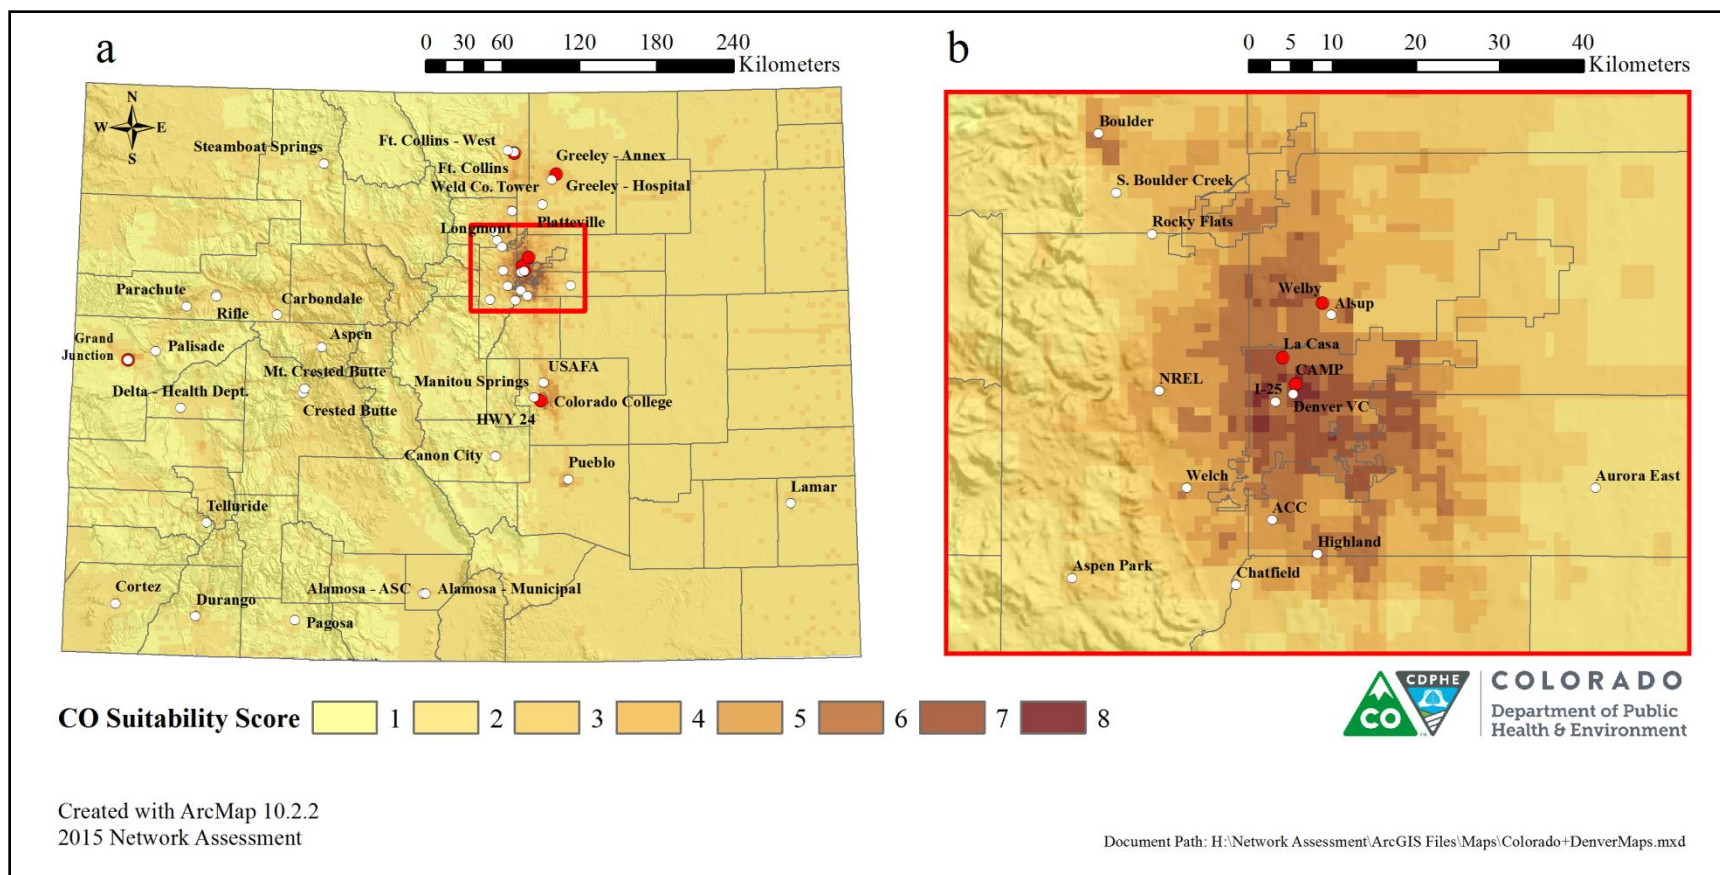 a
0 30 60 120 180 240
Kilometers
N
W E
S
Steamboat Springs
Ft. Collins - West
Ft. Collins
Greeley - Annex
Weld Co. Tower
Greeley - Hospital
Platteville
Longmont
Parachute
Rifle
Carbondale
Grand
Junction
Palisade
Aspen
Mt. Crested Butte
Delta - Health Dept.
Crested Butte
USAFA
Manitou Springs
Colorado College
HWY 24
Canon City
Pueblo
Lamar
Telluride
Cortez
Durango
Pagosa
Alamosa - ASC
Alamosa - Municipal
b
0 5 10 20 30 40
Kilometers
Boulder
S. Boulder Creek
Rocky Flats
Welby
Alsup
La Casa
CAMP
NREL
I-25
Denver VC
Welch
Aurora East
ACC
Highland
Aspen Park
Chatfield
CO Suitability Score 1 2 3 4 5 6 7 8
CO
CDPHE
COLORADO
Department of Public
Health & Environment
Created with ArcMap 10.2.2
2015 Network Assessment
Document Path: H:\Network Assessment\ArcGIS Files\Maps\Colorado+DenverMaps.mxd